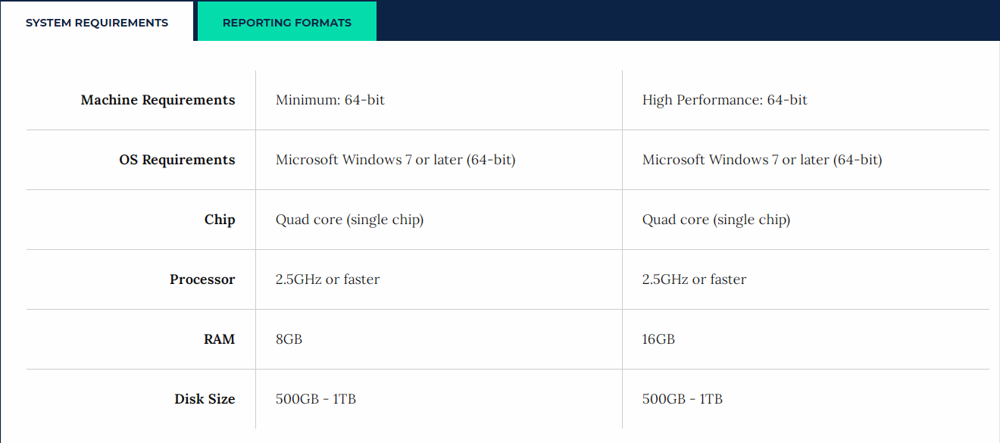 SYSTEM REQUIREMENTS REPORTING FORMATS
Machine Requirements Minimum: 64-bit High Performance: 64-bit
OS Requirements Microsoft Windows 7 or later (64-bit) Microsoft Windows 7 or later (64-bit)
Chip Quad core (single chip) Quad core (single chip)
Processor 2.5GHz or faster 2.5GHz or faster
RAM 8GB 16GB
Disk Size 500GB - 1TB 500GB - 1TB